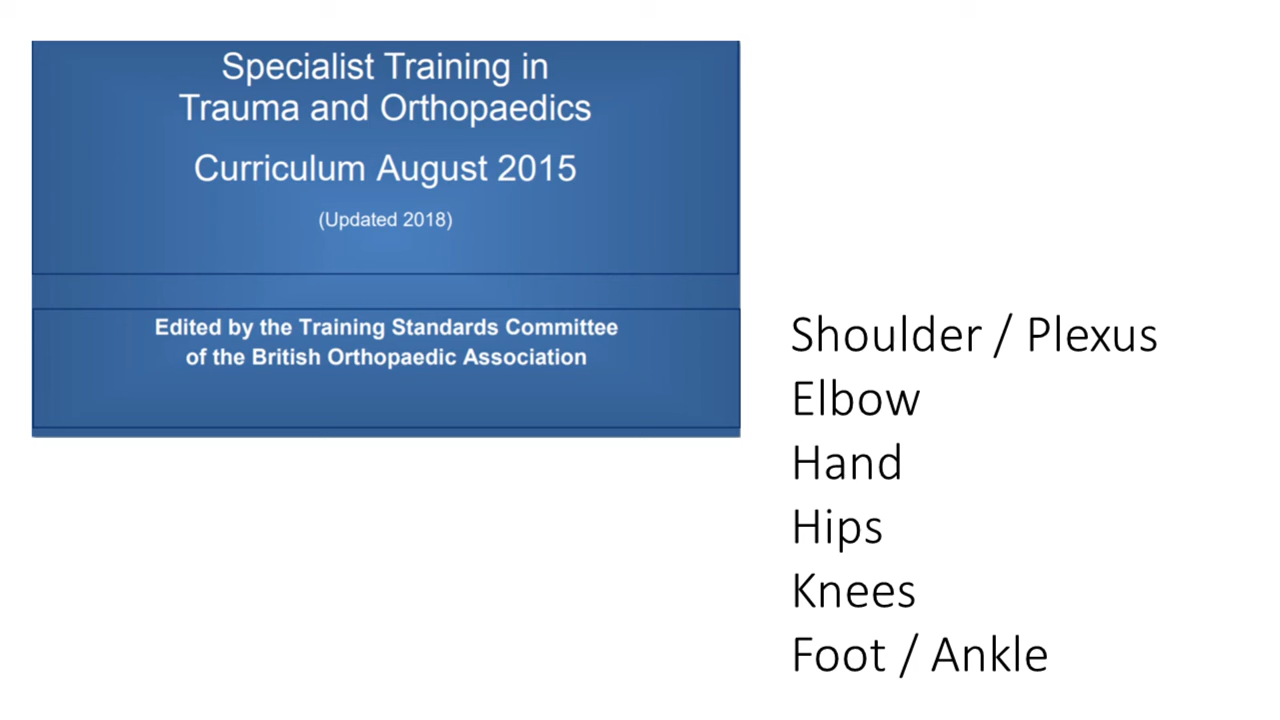 Specialist Training in
Trauma and Orthopaedics
Curriculum August 2015
(Updated 2018)
Edited by the Training Standards Committee
of the British Orthopaedic Association
Shoulder / Plexus
Elbow
Hand
Hips
Knees
Foot / Ankle